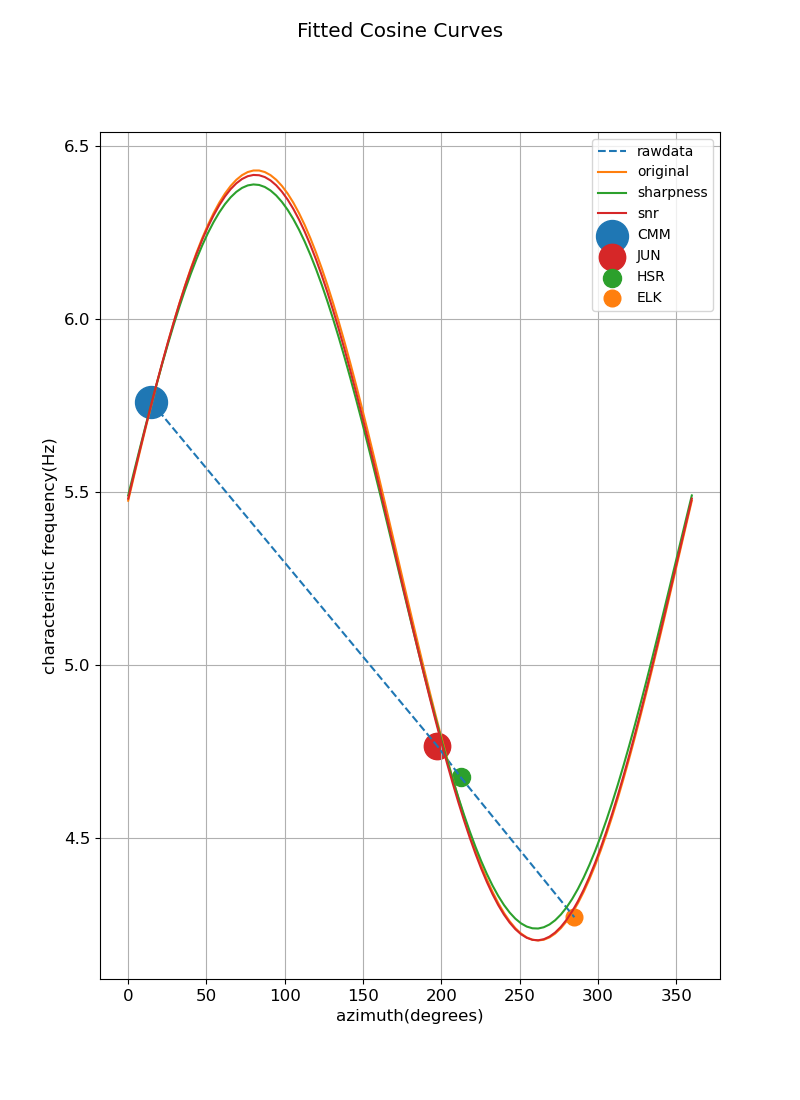 Fitted Cosine Curves
6.5
6.0
5.5
5.0
4.5
characteristic frequency(Hz)
rawdata
original
sharpness
snr
CMM
JUN
HSR
ELK
0 50 100 150 200 250 300 350
azimuth(degrees)